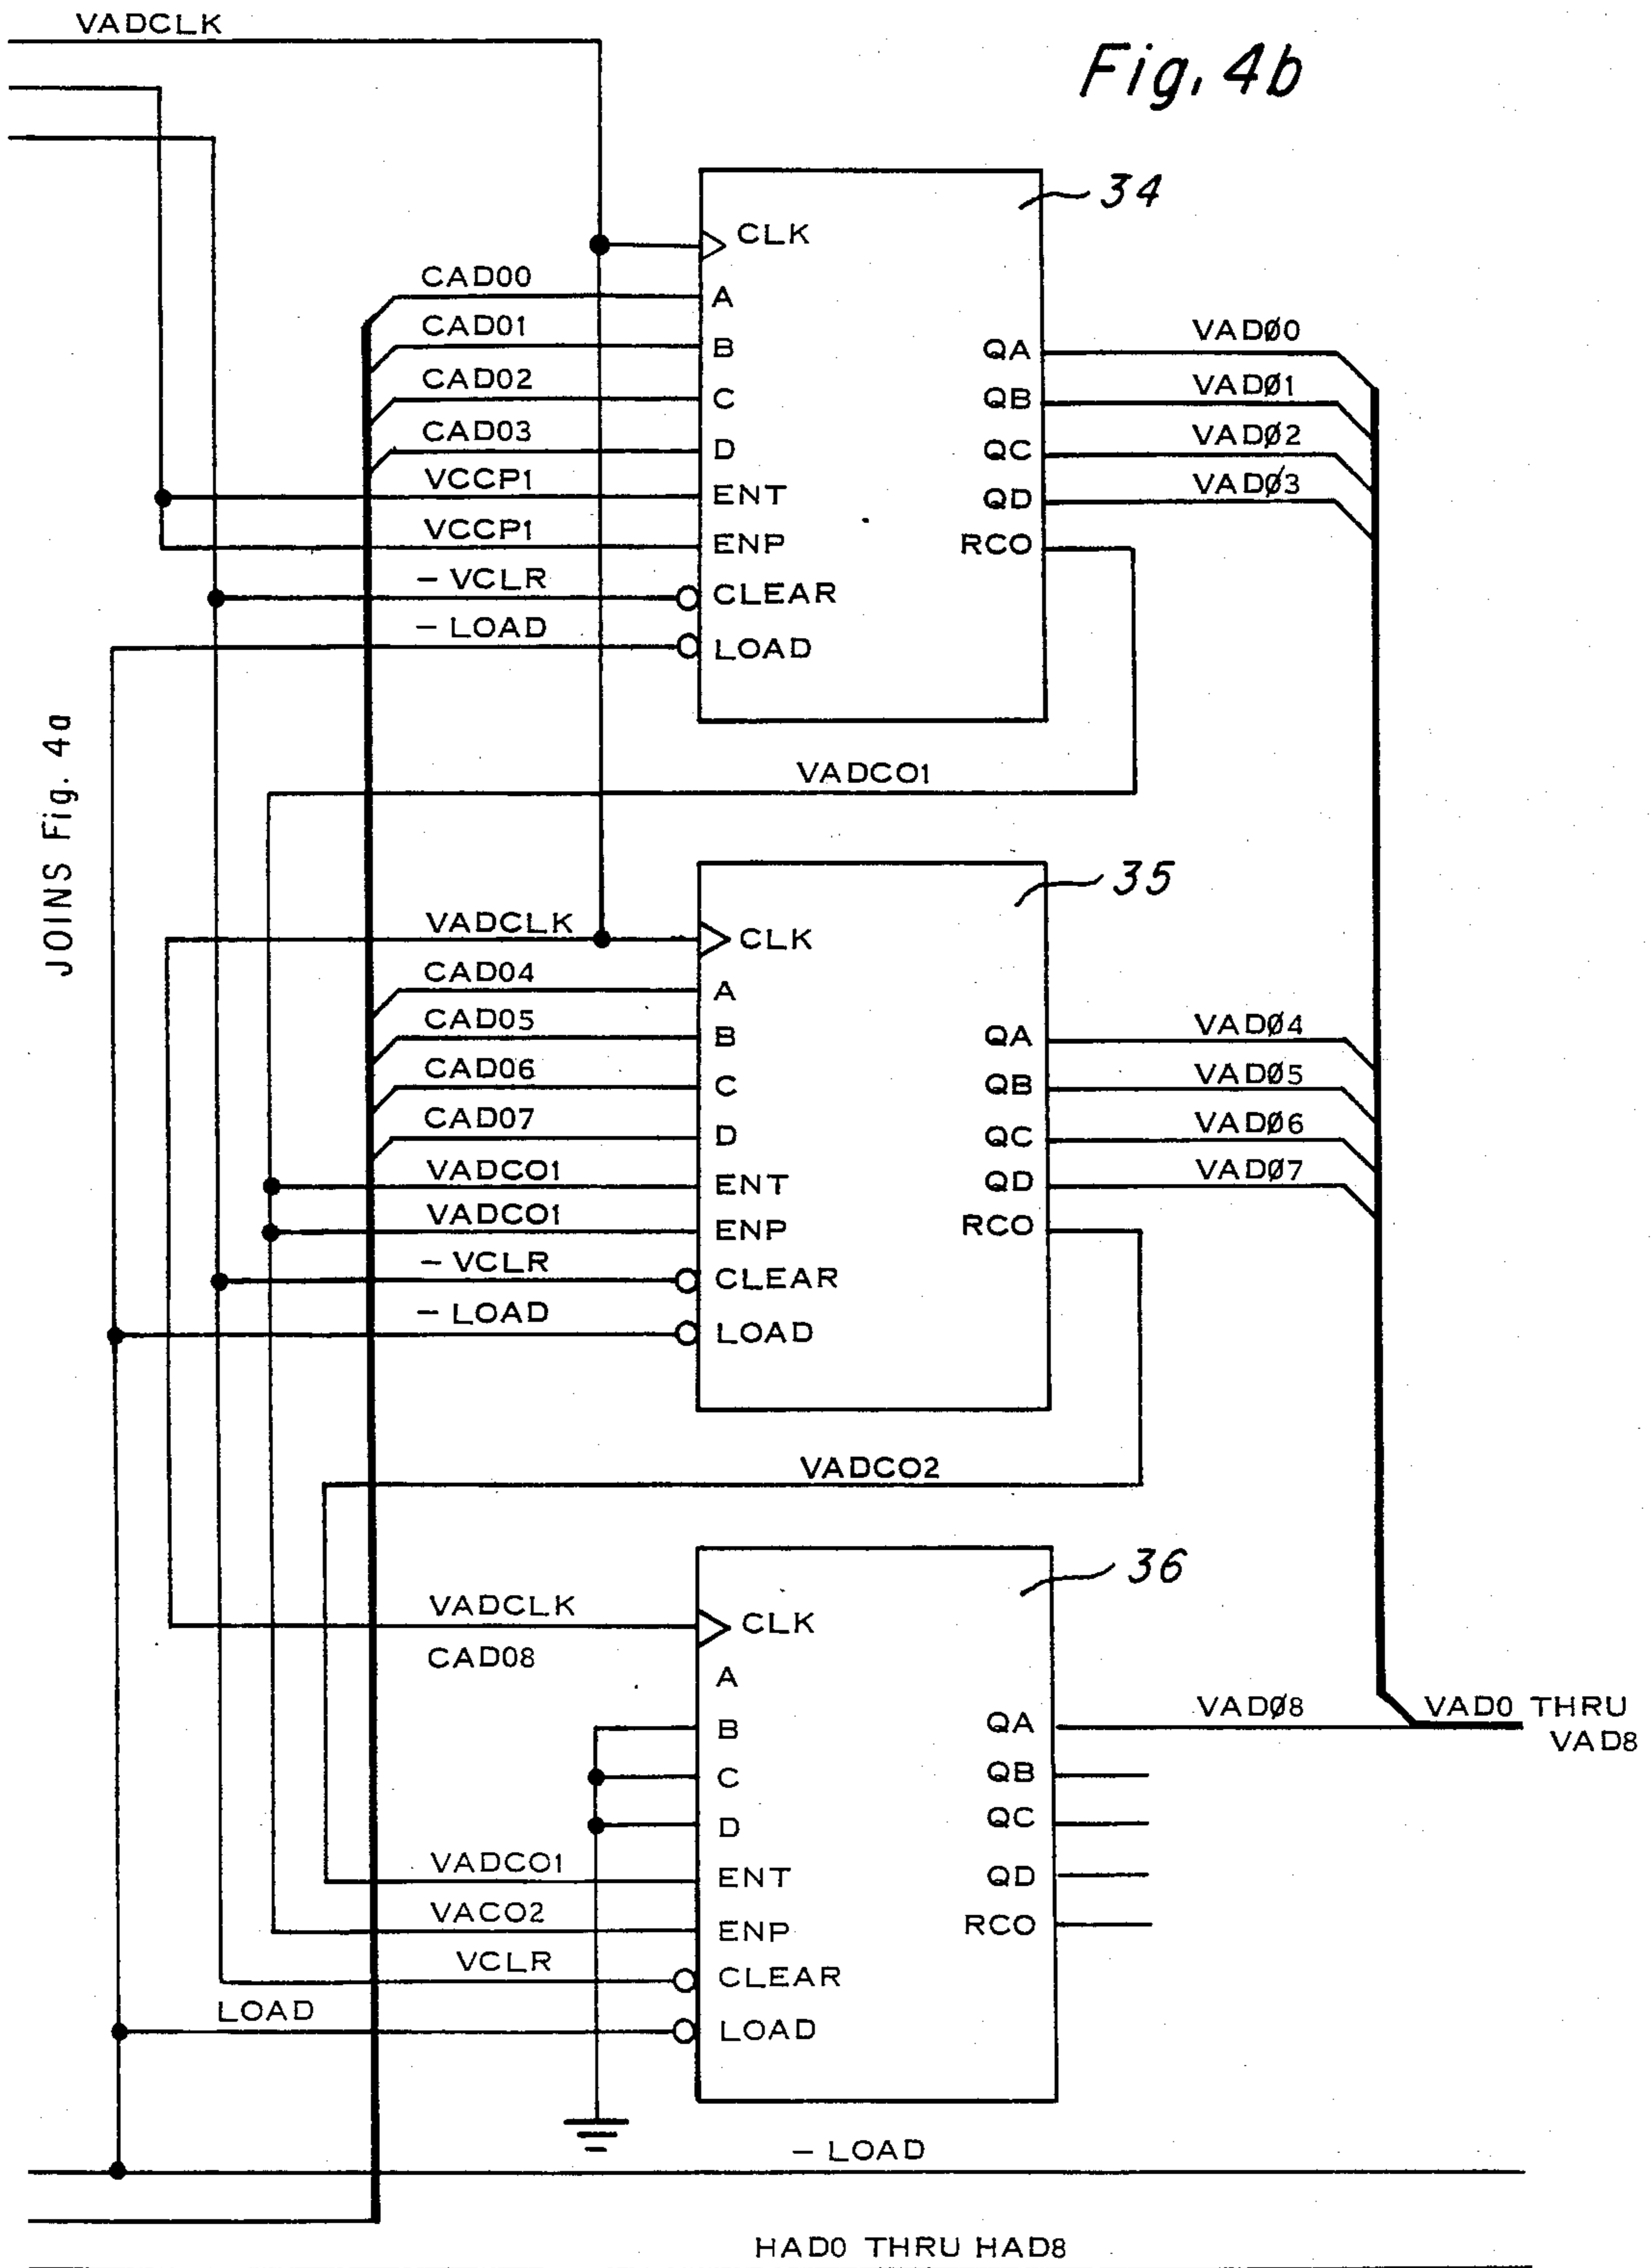 VADCLK
Fig. 4b
34
CLK
CAD00
A
CAD01
B
CAD02
C
CAD03
D
VCCP1
ENT
VCCP1
ENP
- VCLR
CLEAR
- LOAD
LOAD
QA
VADØ0
QB
VADØ1
QC
VADØ2
QD
VADØ3
RCO
JOINS Fig. 4a
VADCO1
35
VADCLK
CLK
CAD04
A
CAD05
B
CAD06
C
CAD07
D
VADCO1
ENT
VADCO1
ENP
- VCLR
CLEAR
- LOAD
LOAD
QA
VADØ4
QB
VADØ5
QC
VADØ6
QD
VADØ7
RCO
VADCO2
36
VADCLK
CLK
CAD08
A
B
C
D
VADCO1
ENT
VACO2
ENP
VCLR
CLEAR
LOAD
LOAD
QA
VADØ8
QB
QC
QD
RCO
VAD0 THRU
VAD8
- LOAD
HAD0 THRU HAD8